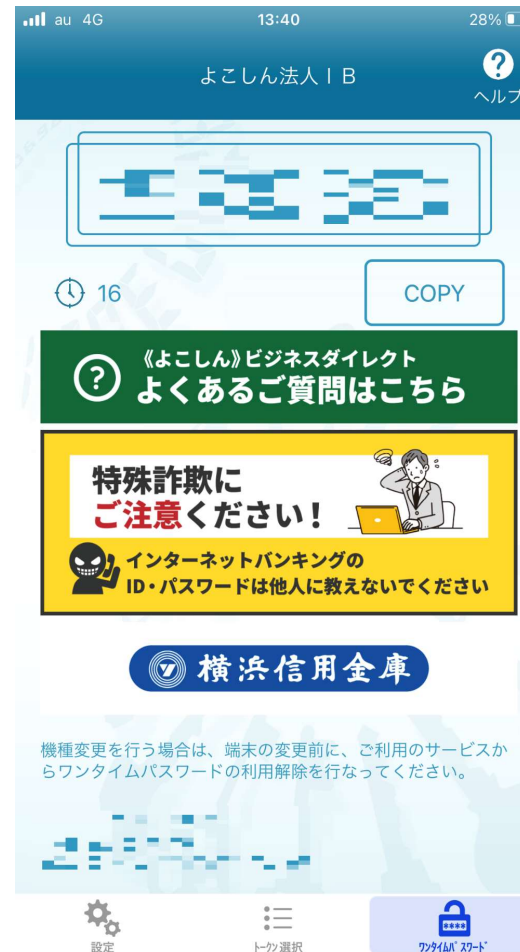 au 4G 13:40 28%
よこしん法人IB
?
ヘルプ
16
COPY
?
《よこしん》ビジネスダイレクト
よくあるご質問はこちら
特殊詐欺に
ご注意ください!
インターネットバンキングの
ID・パスワードは他人に教えないでください
横浜信用金庫
機種変更を行う場合は、端末の変更前に、ご利用のサービスか
らワンタイムパスワードの利用解除を行なってください。
****
設定 トークン選択 ワンタイムパスワード